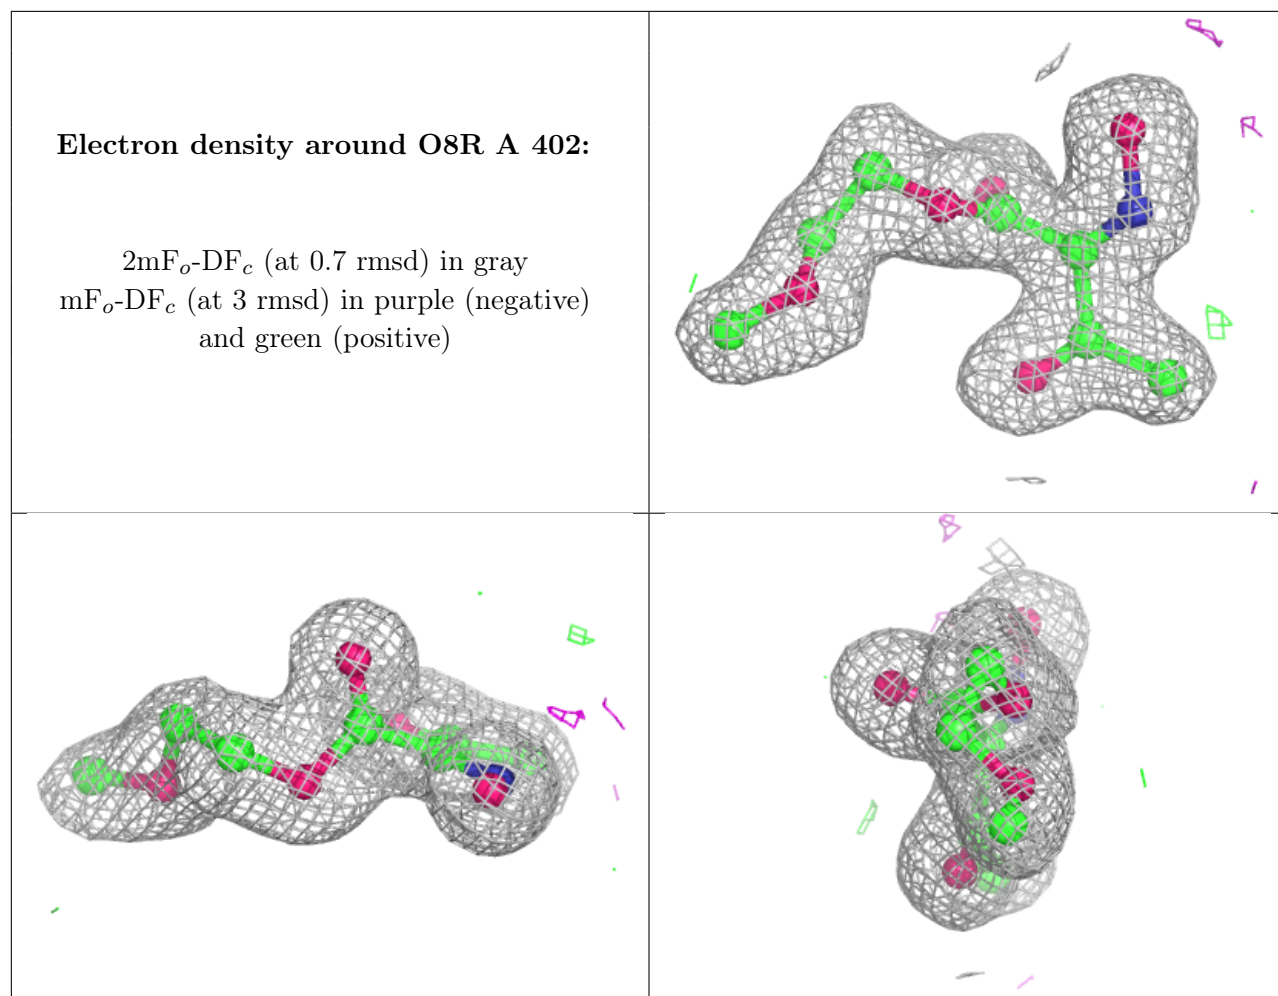 Electron density around O8R A 402:
2mFo-DFc (at 0.7 rmsd) in gray
mFo-DFc (at 3 rmsd) in purple (negative)
and green (positive)